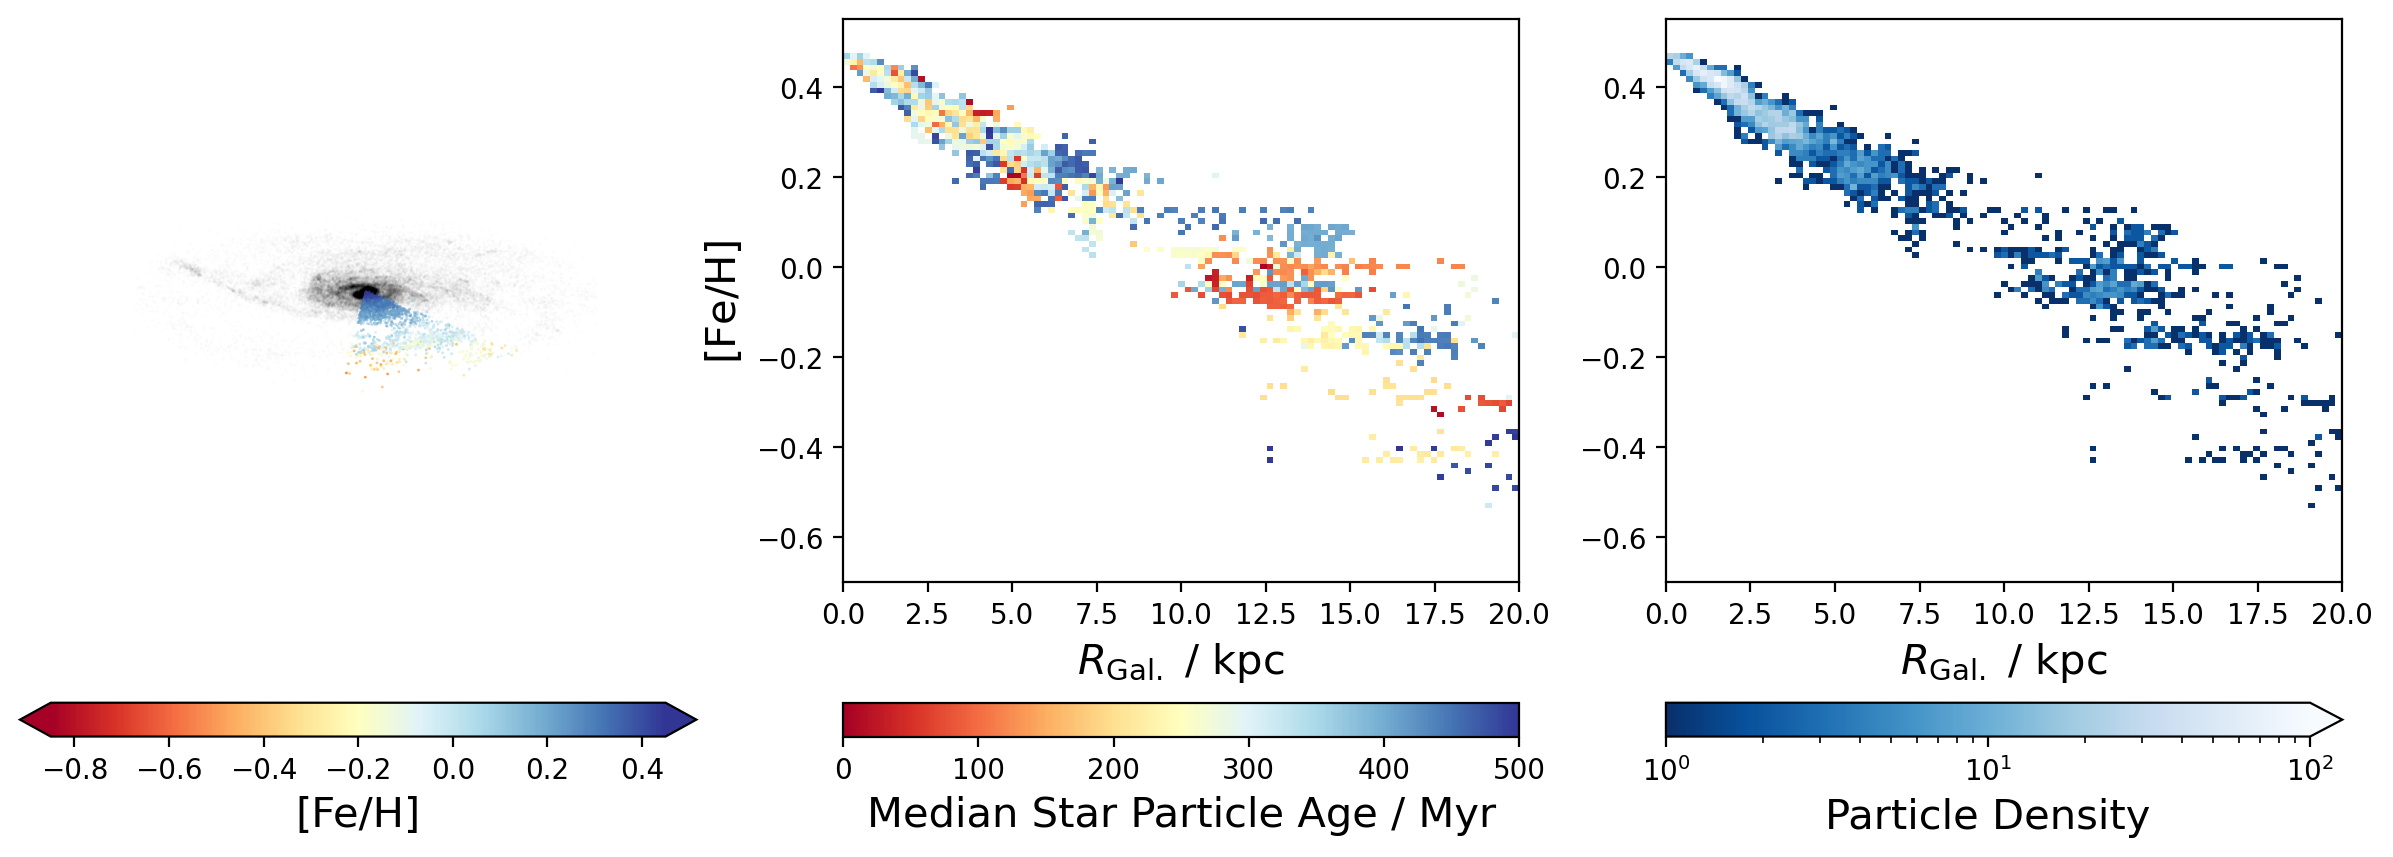 [Fe/H]
0.4
0.2
0.0
−0.2
−0.4
−0.6
0.0 2.5 5.0 7.5 10.0 12.5 15.0 17.5 20.0
R_Gal. / kpc
0.4
0.2
0.0
−0.2
−0.4
−0.6
0.0 2.5 5.0 7.5 10.0 12.5 15.0 17.5 20.0
R_Gal. / kpc
−0.8 −0.6 −0.4 −0.2 0.0 0.2 0.4
[Fe/H]
0 100 200 300 400 500
Median Star Particle Age / Myr
10⁰ 10¹ 10²
Particle Density